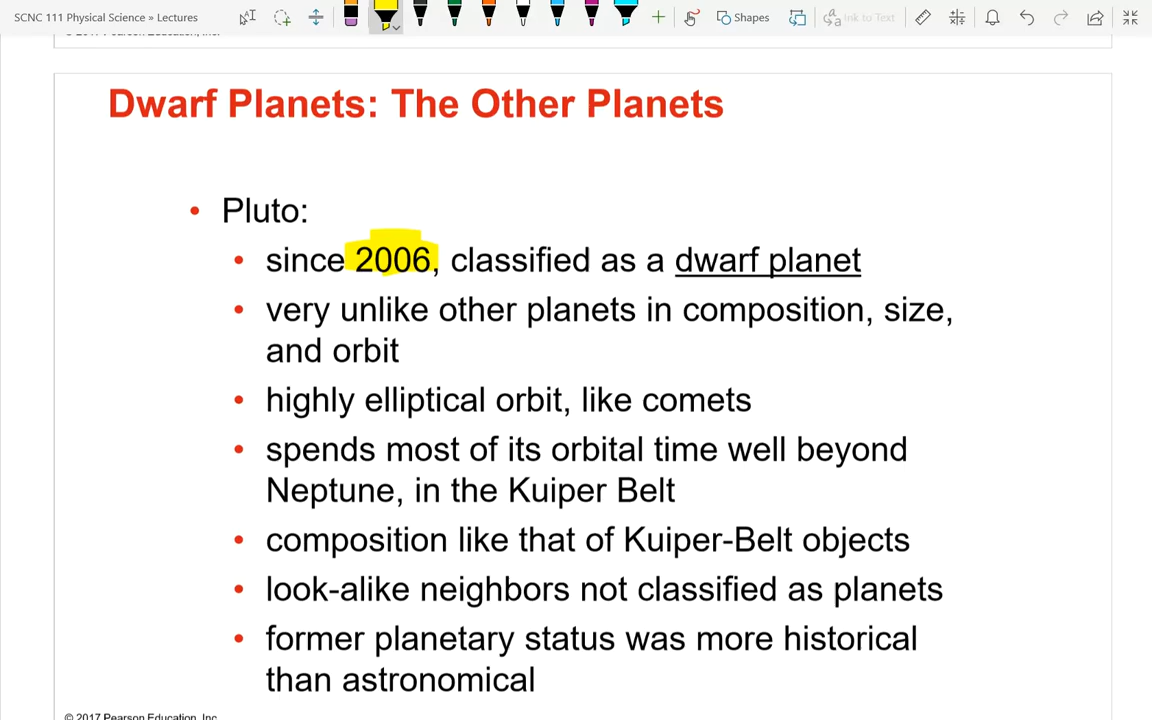 SCNC 111 Physical Science » Lectures
Shapes
Ink to Text
Dwarf Planets: The Other Planets
• Pluto:
• since 2006, classified as a dwarf planet
• very unlike other planets in composition, size,
and orbit
• highly elliptical orbit, like comets
• spends most of its orbital time well beyond
Neptune, in the Kuiper Belt
• composition like that of Kuiper-Belt objects
• look-alike neighbors not classified as planets
• former planetary status was more historical
than astronomical
© 2017 Pearson Education, Inc.